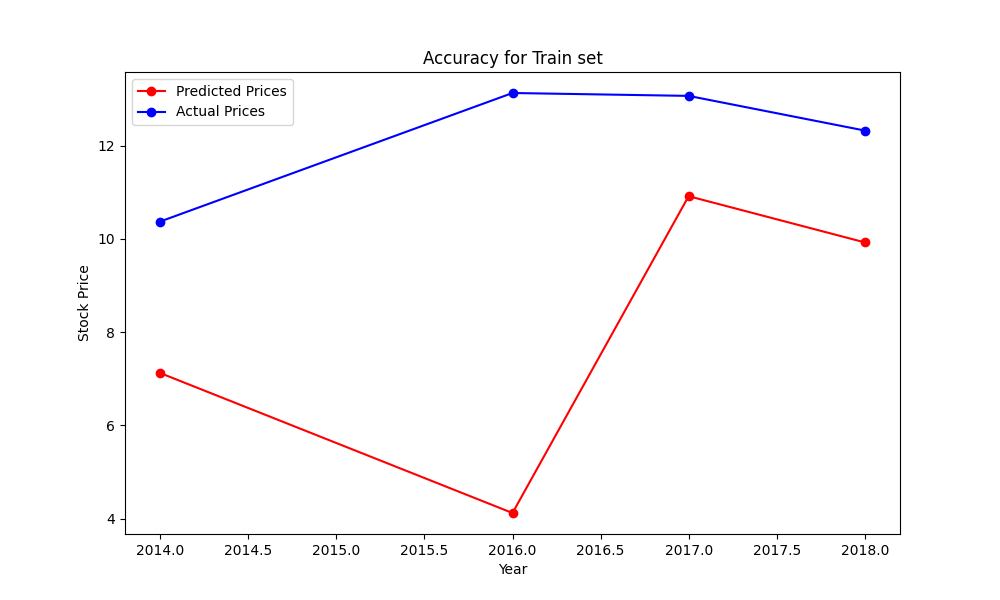 Accuracy for Train set
Predicted Prices
Actual Prices
12
10
8
6
4
Stock Price
2014.0 2014.5 2015.0 2015.5 2016.0 2016.5 2017.0 2017.5 2018.0
Year